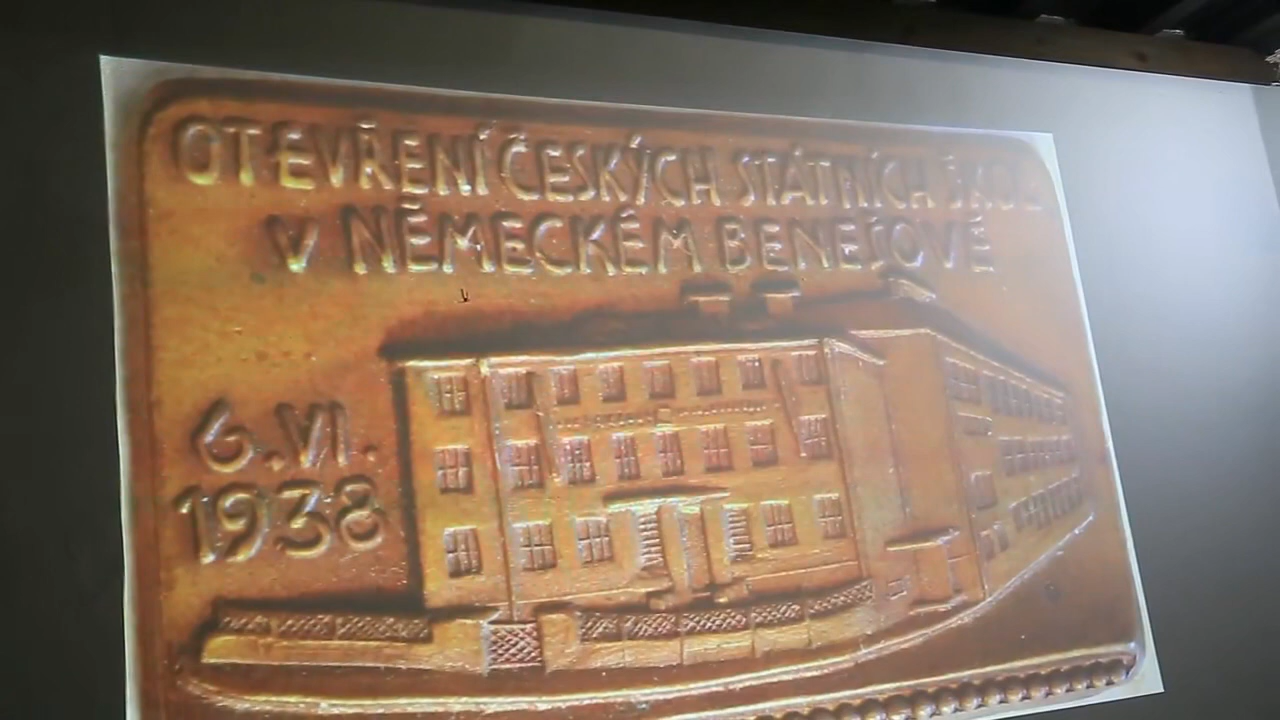 OTEVŘENÍ ČESKÝCH STÁTNÍCH ŠKOL
V NĚMECKÉM BENEŠOVĚ
6.VI.
1938